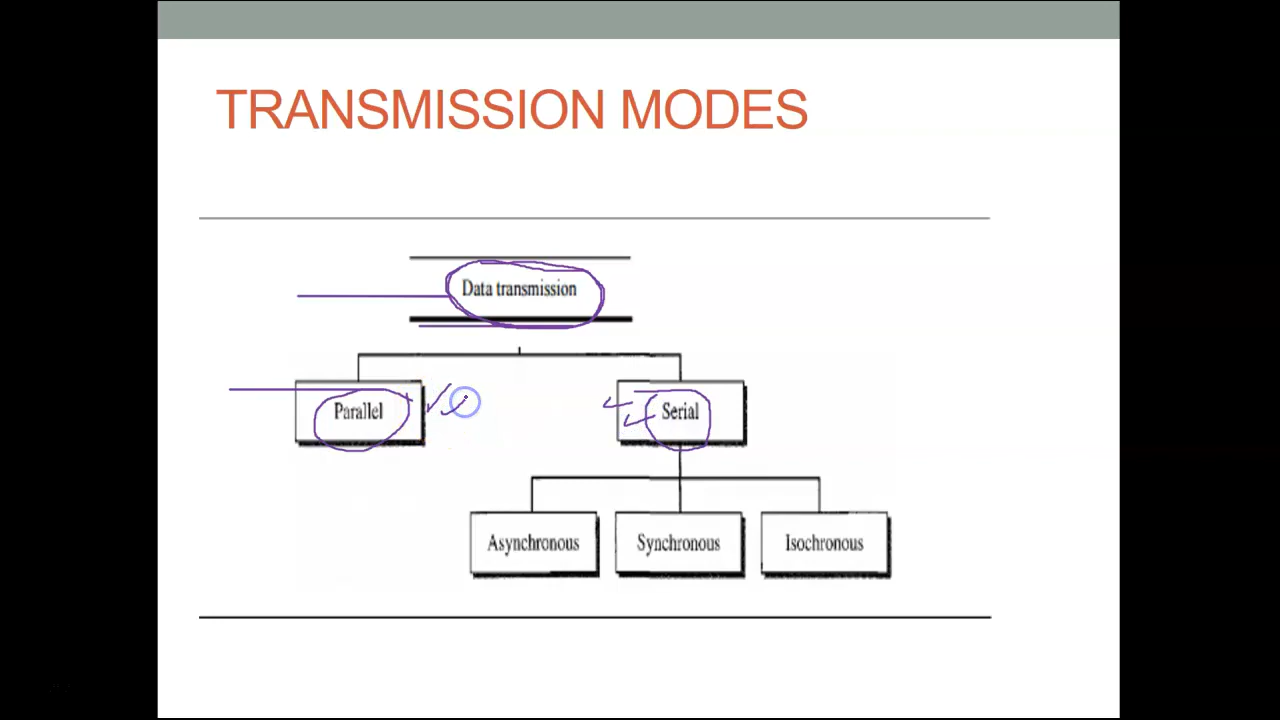 TRANSMISSION MODES
Data transmission
Parallel Serial
Asynchronous Synchronous Isochronous